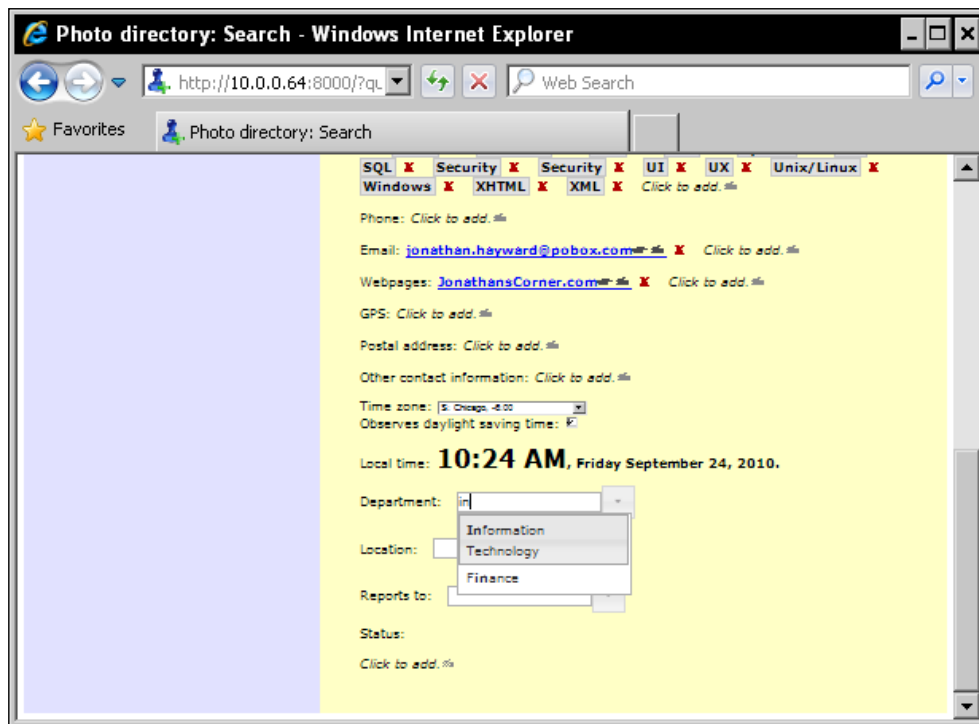 Photo directory: Search - Windows Internet Explorer
http://10.0.0.64:8000/?qu
Web Search
Favorites
Photo directory: Search
SQL X Security X Security X UI X UX X Unix/Linux X
Windows X XHTML X XML X Click to add.
Phone: Click to add.
Email: jonathan.hayward@pobox.com X Click to add.
Webpages: JonathansCorner.com X Click to add.
GPS: Click to add.
Postal address: Click to add.
Other contact information: Click to add.
Time zone: S: Chicago, -6.00
Observes daylight saving time:
Local time: 10:24 AM, Friday September 24, 2010.
Department: in
Information
Technology
Location:
Finance
Reports to:
Status:
Click to add.